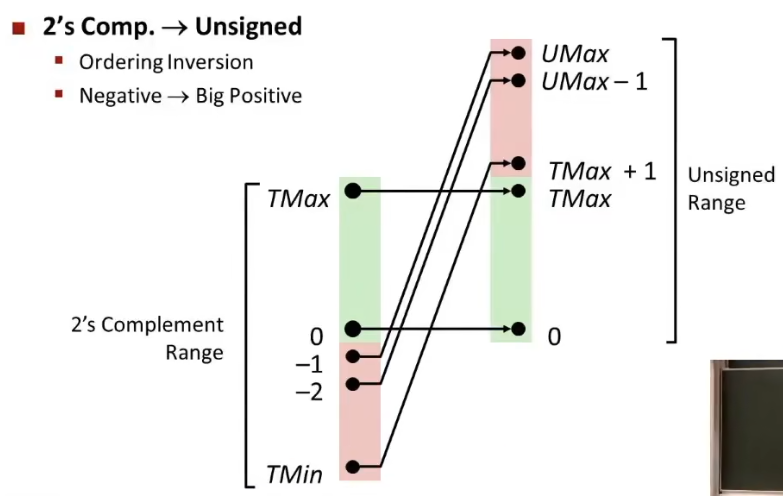 2's Comp. → Unsigned
Ordering Inversion
Negative → Big Positive
UMax
UMax – 1
TMax + 1
TMax
Unsigned
Range
TMax
2's Complement
Range
0
0
–1
–2
TMin